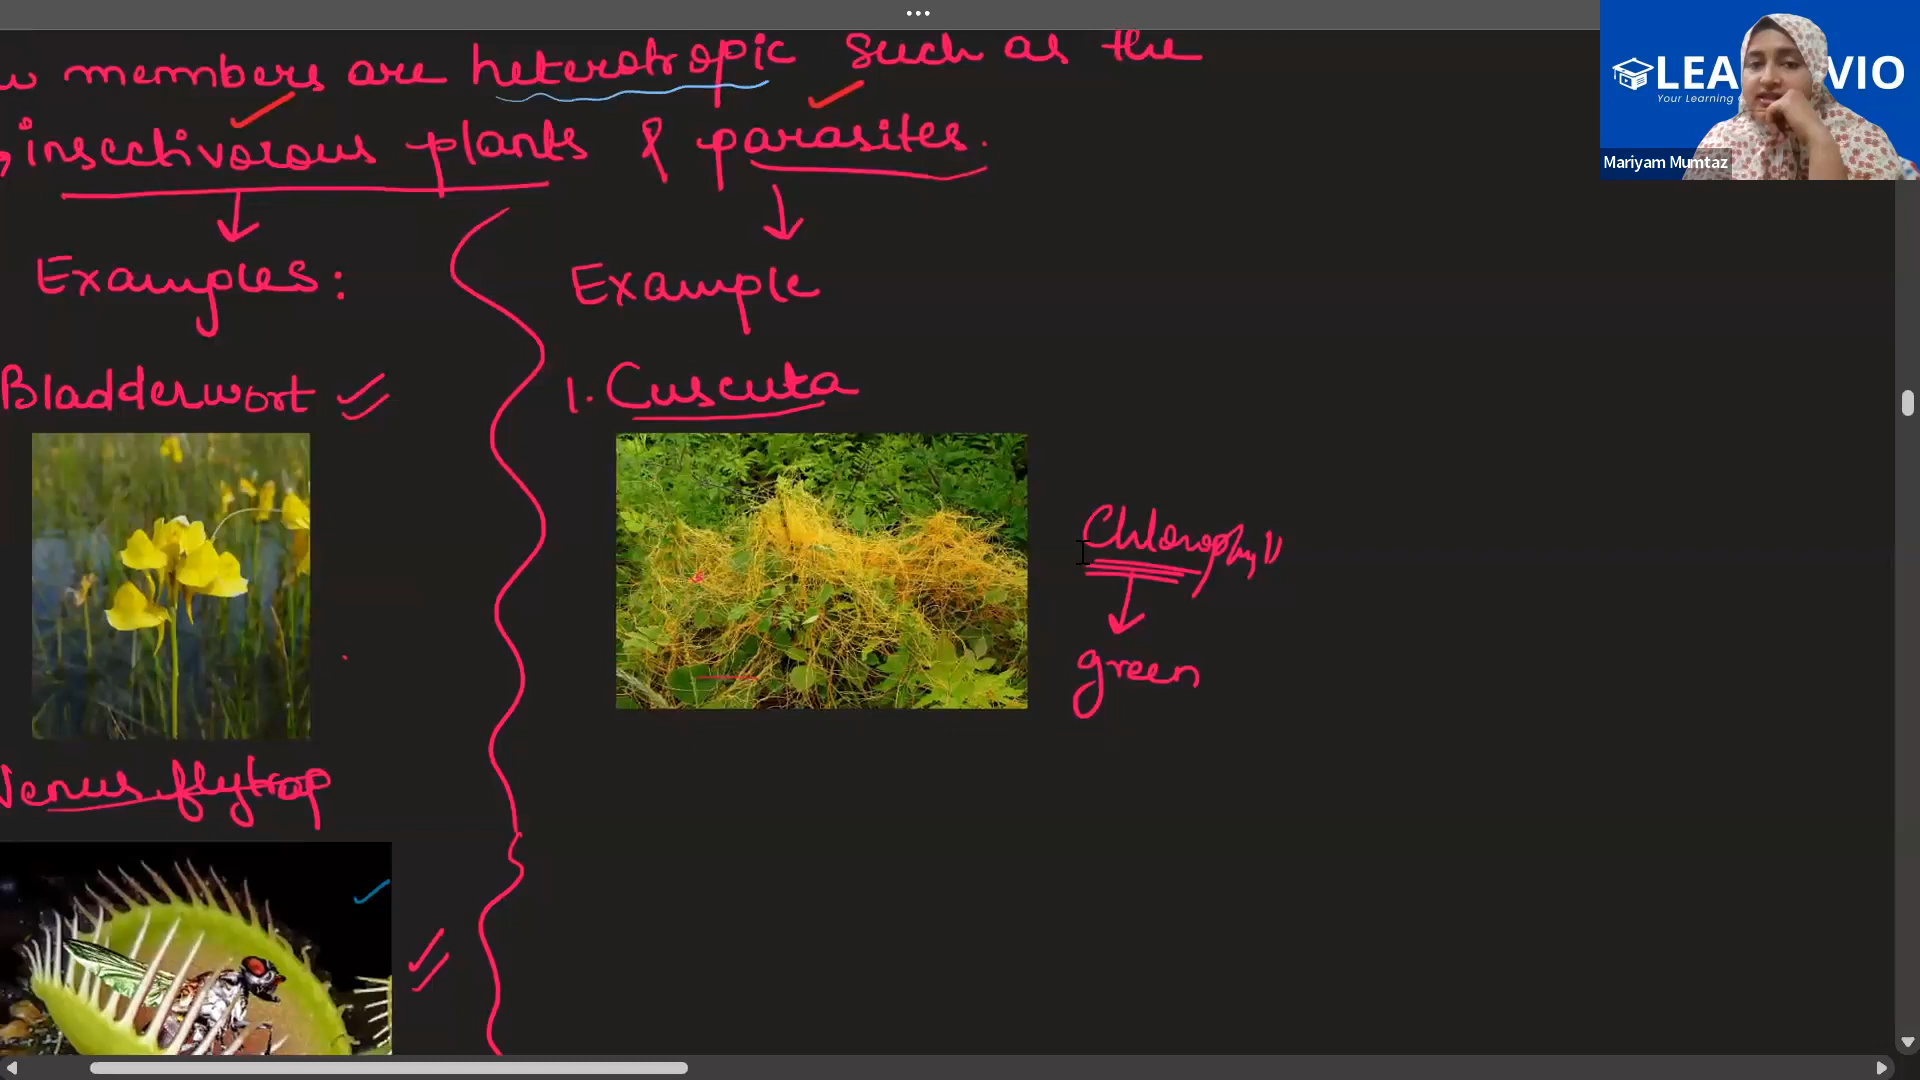 members are heterotropic such as the
insectivorous plants & parasites.
Examples:
Example
Bladderwort
1. Cuscuta
Chlorophyll
green
Venus flytrap
LEA VIO
Your Learning
Mariyam Mumtaz